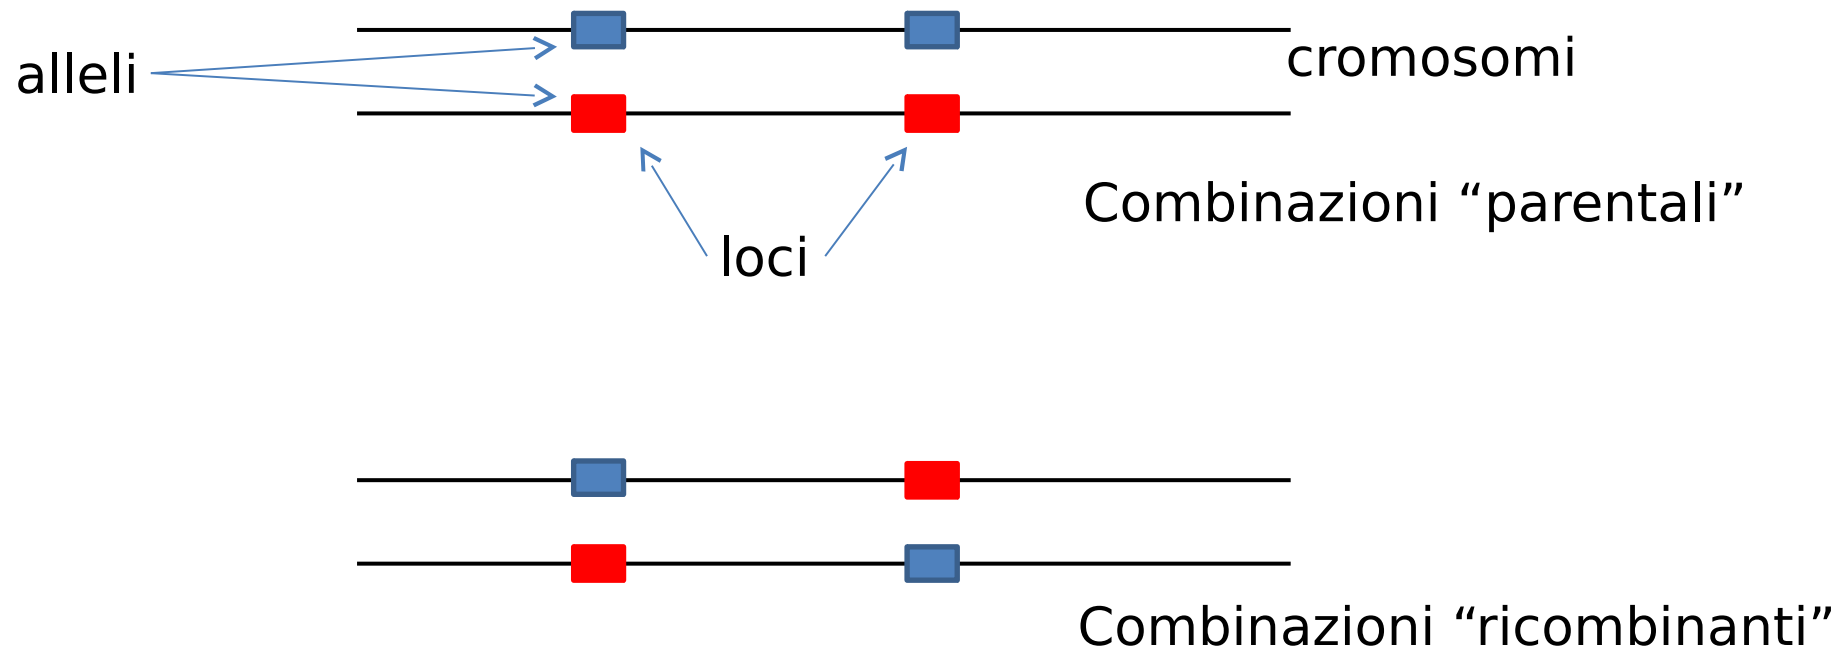 cromosomi
alleli
Combinazioni “parentali”
loci
Combinazioni “ricombinanti”